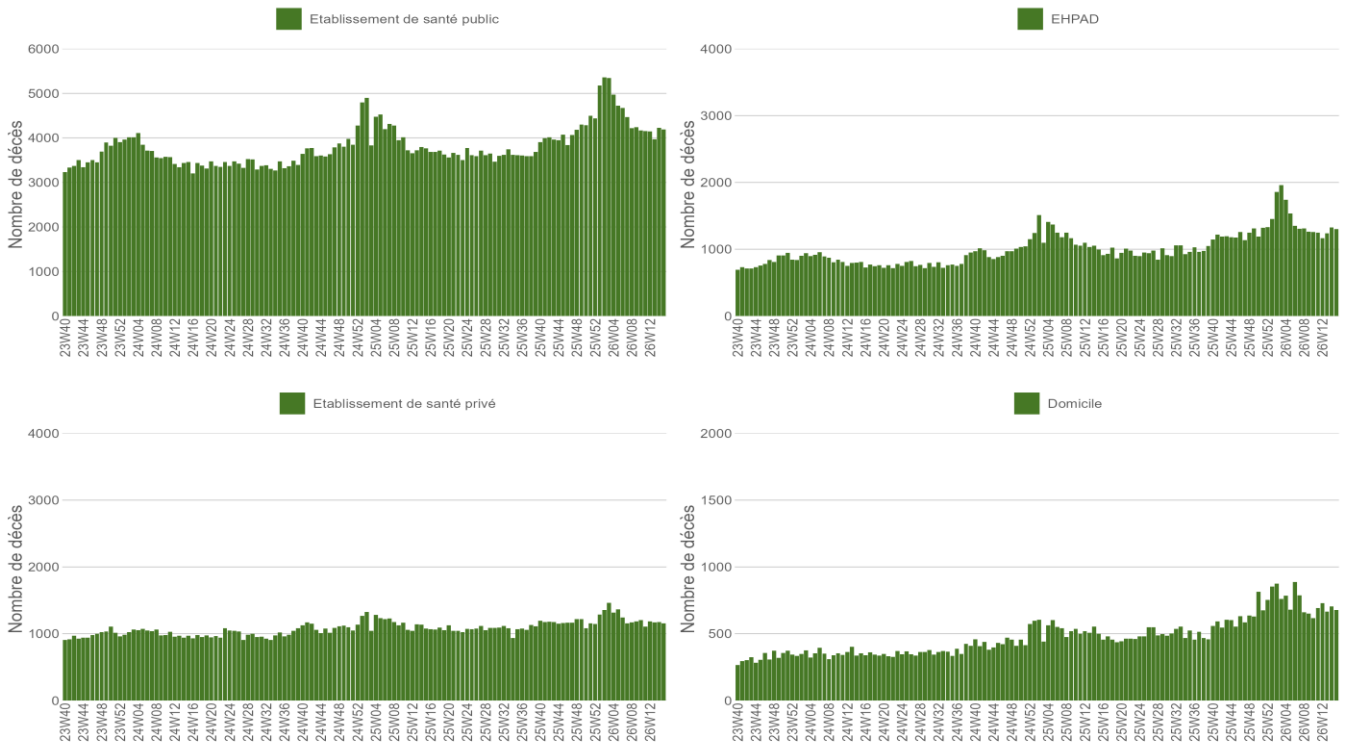 Etablissement de santé public
Nombre de décès
6000
5000
4000
3000
2000
1000
0
23W40 23W44 23W48 23W52 24W04 24W08 24W12 24W16 24W20 24W24 24W28 24W32 24W36 24W40 24W44 24W48 24W52 25W04 25W08 25W12 25W16 25W20 25W24 25W28 25W32 25W36 25W40 25W44 25W48 25W52 26W04 26W08 26W12
EHPAD
Nombre de décès
4000
3000
2000
1000
0
23W40 23W44 23W48 23W52 24W04 24W08 24W12 24W16 24W20 24W24 24W28 24W32 24W36 24W40 24W44 24W48 24W52 25W04 25W08 25W12 25W16 25W20 25W24 25W28 25W32 25W36 25W40 25W44 25W48 25W52 26W04 26W08 26W12
Etablissement de santé privé
Nombre de décès
4000
3000
2000
1000
0
23W40 23W44 23W48 23W52 24W04 24W08 24W12 24W16 24W20 24W24 24W28 24W32 24W36 24W40 24W44 24W48 24W52 25W04 25W08 25W12 25W16 25W20 25W24 25W28 25W32 25W36 25W40 25W44 25W48 25W52 26W04 26W08 26W12
Domicile
Nombre de décès
2000
1500
1000
500
0
23W40 23W44 23W48 23W52 24W04 24W08 24W12 24W16 24W20 24W24 24W28 24W32 24W36 24W40 24W44 24W48 24W52 25W04 25W08 25W12 25W16 25W20 25W24 25W28 25W32 25W36 25W40 25W44 25W48 25W52 26W04 26W08 26W12